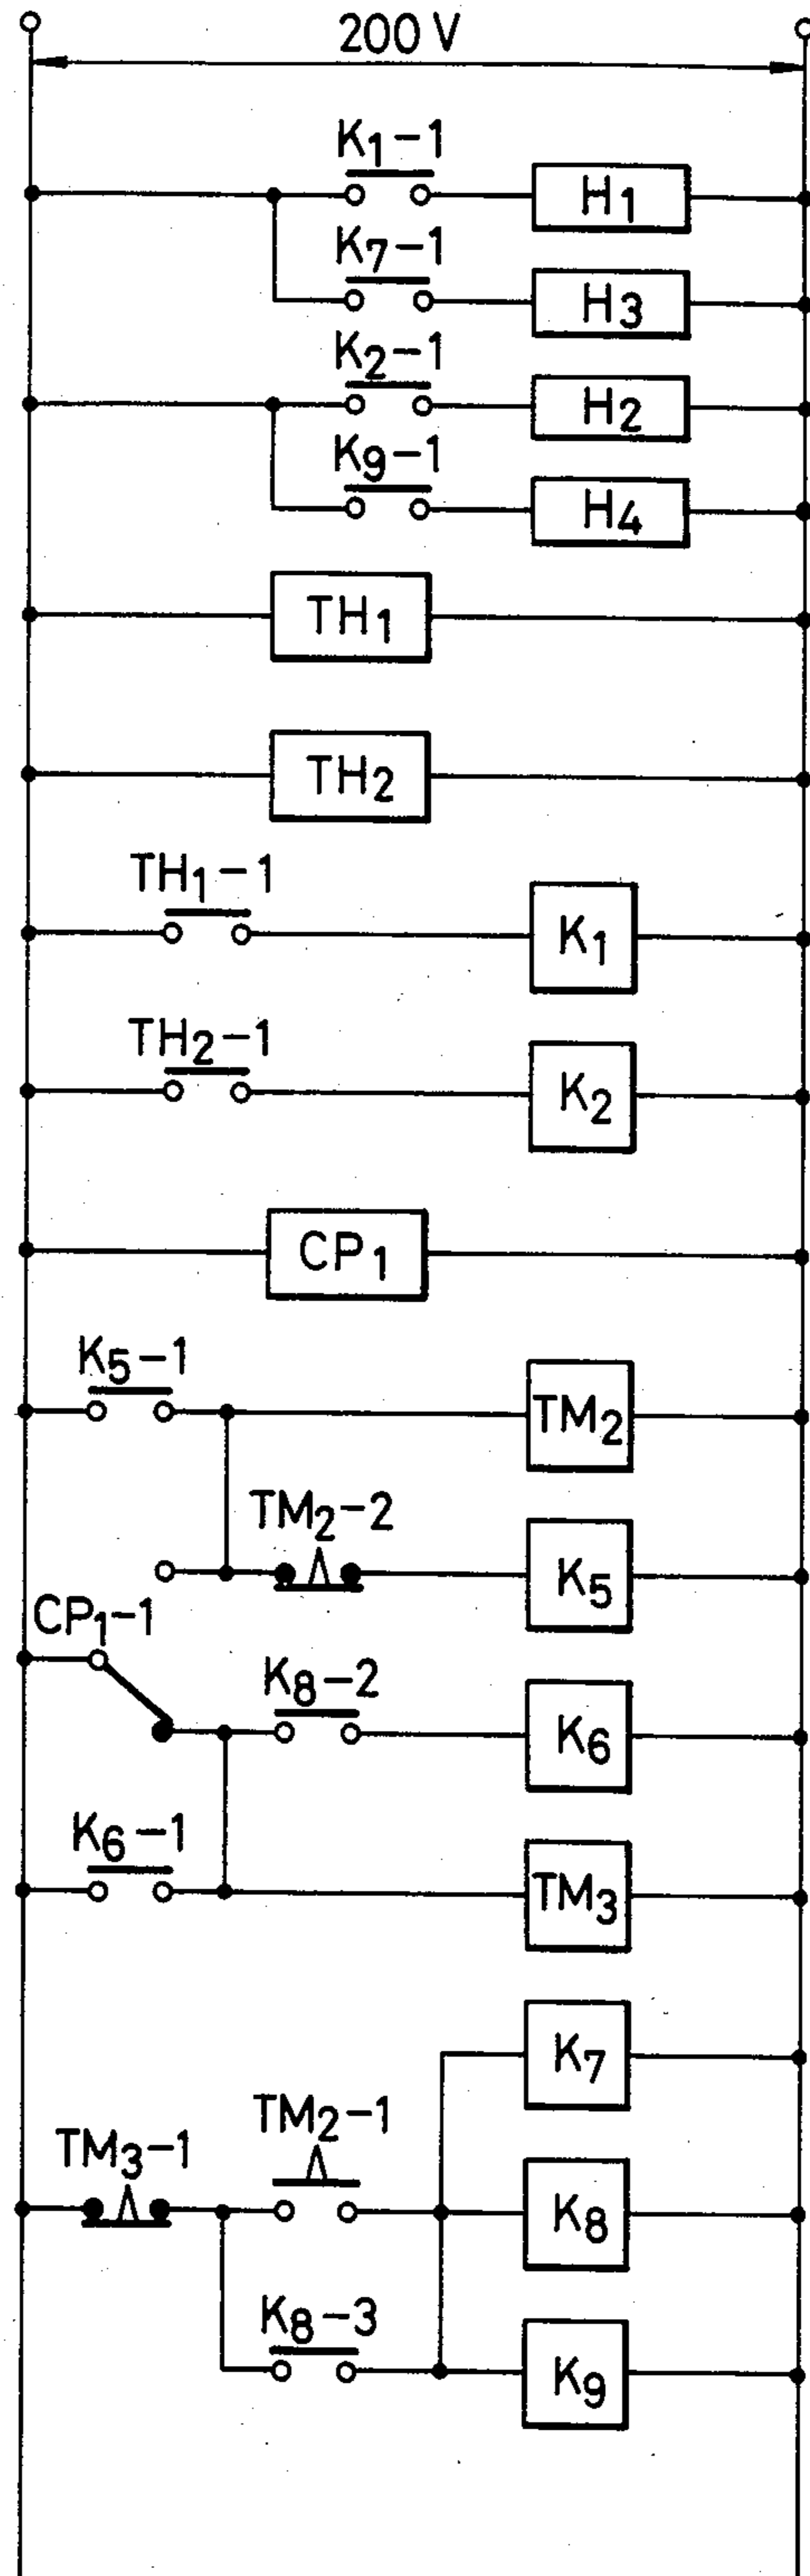 200 V
K1-1
H1
K7-1
H3
K2-1
H2
K9-1
H4
TH1
TH2
TH1-1
K1
TH2-1
K2
CP1
K5-1
TM2
TM2-2
K5
CP1-1
K8-2
K6
K6-1
TM3
K7
TM2-1
TM3-1
K8
K8-3
K9